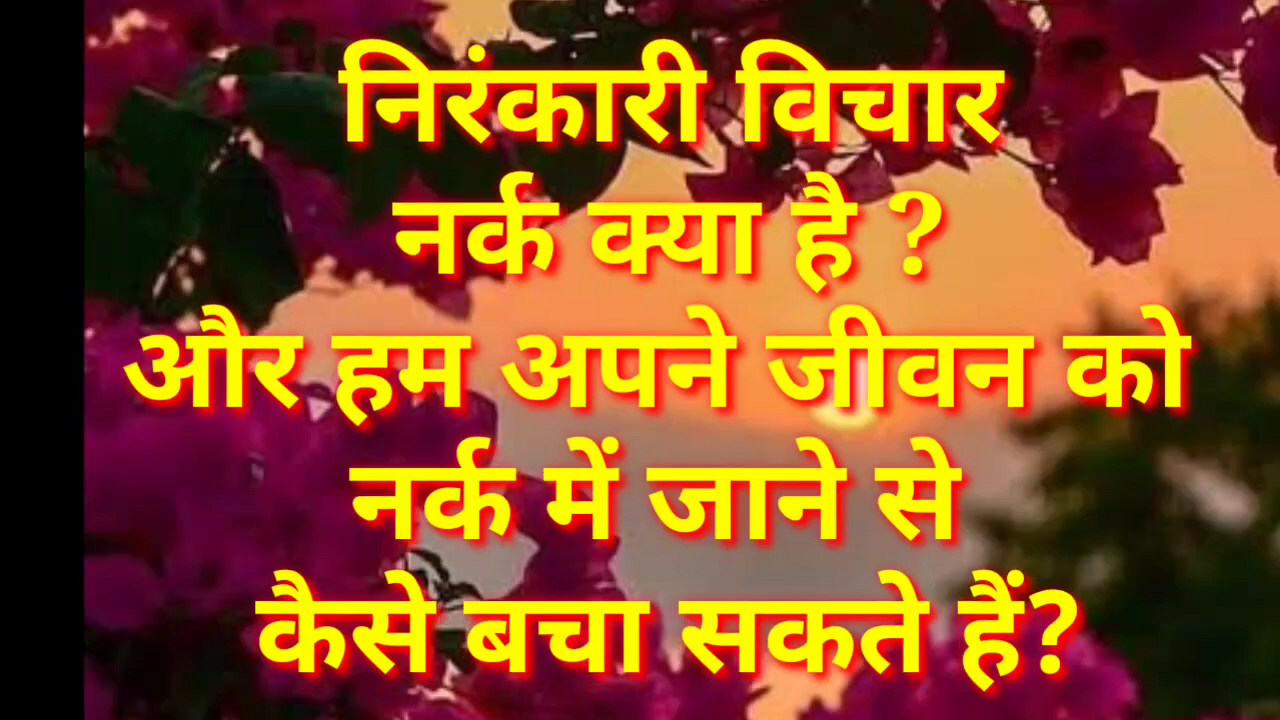 निरंकारी विचार
नर्क क्या है ?
और हम अपने जीवन को
नर्क में जाने से
कैसे बचा सकते हैं?